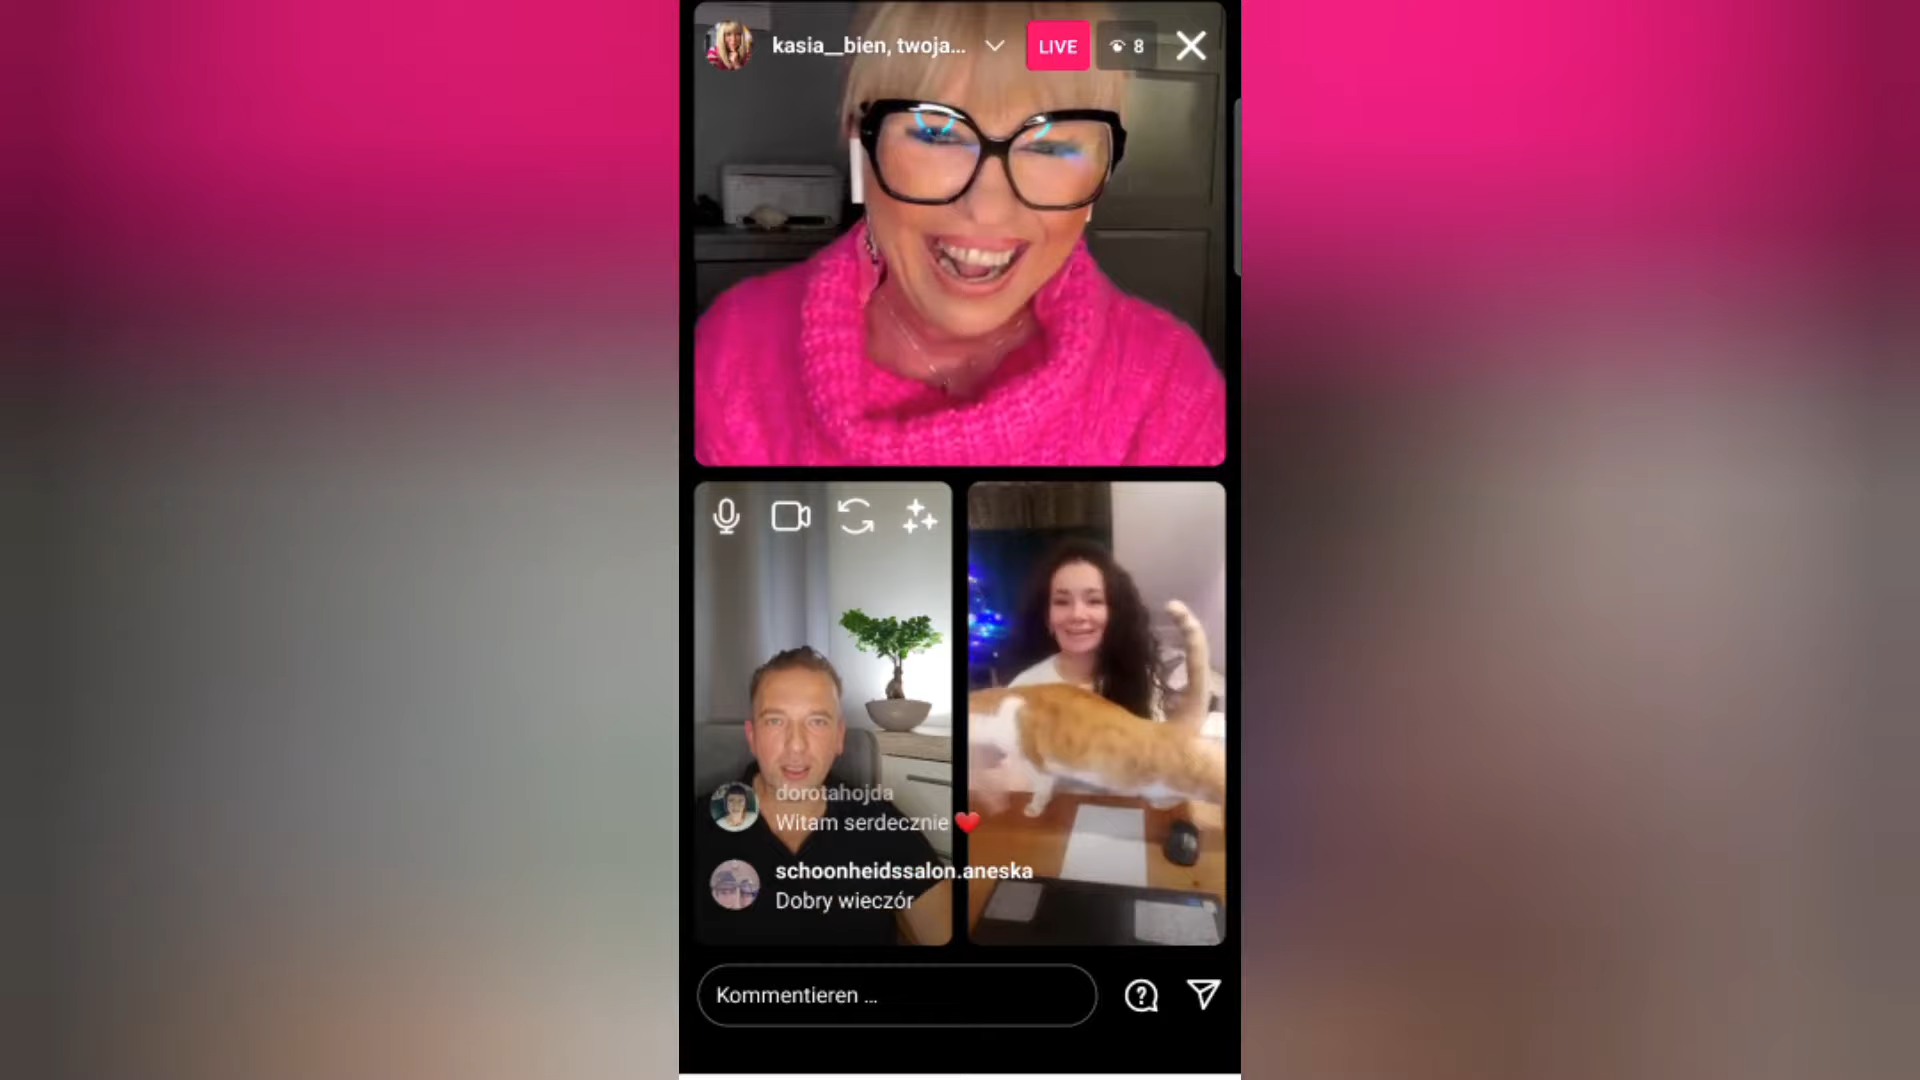 kasia__bien, twoja...
LIVE
8
dorotahojda
Witam serdecznie ❤️
schoonheidssalon.aneska
Dobry wieczór
Kommentieren ...